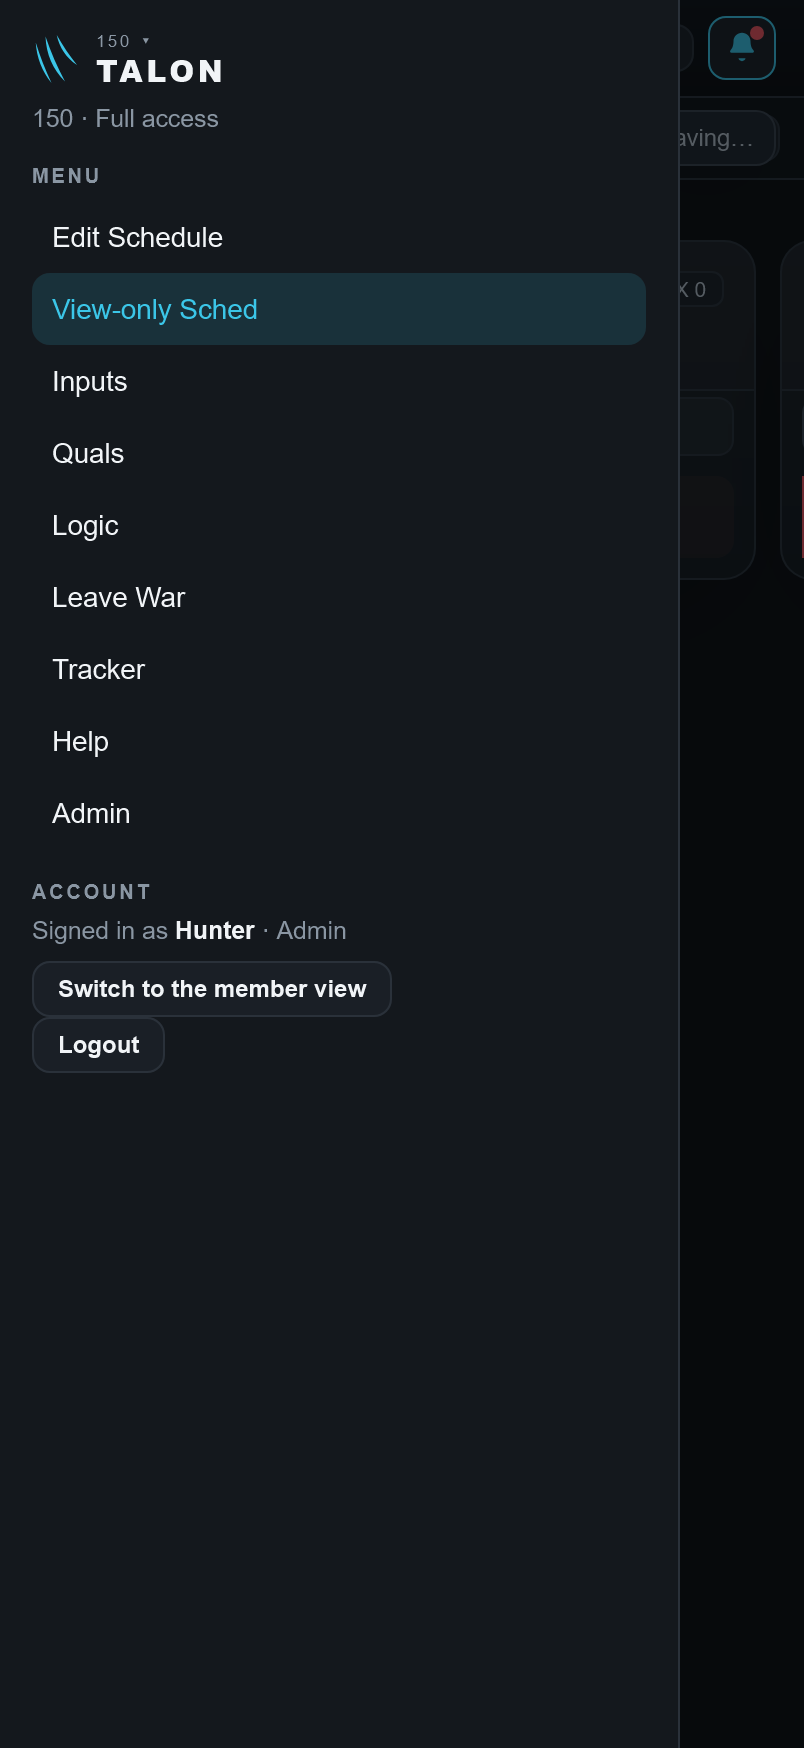 150 ▾
TALON
150 · Full access
MENU
Edit Schedule
View-only Sched
Inputs
Quals
Logic
Leave War
Tracker
Help
Admin
ACCOUNT
Signed in as Hunter · Admin
Switch to the member view
Logout
aving...
X 0